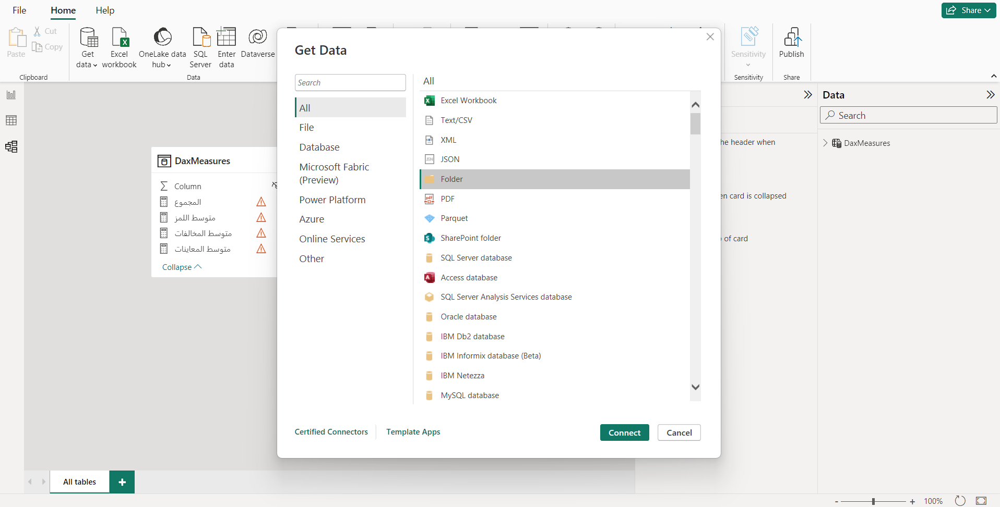 File Home Help
Share
Paste
Cut
Copy
Clipboard
Get data
Excel workbook
OneLake data hub
SQL Server
Enter data
Dataverse
Data
Sensitivity
Sensitivity
Publish
Share
DaxMeasures
Column
المجموع
متوسط اللمز
متوسط المخالفات
متوسط المعاينات
Collapse
Get Data
Search
All
File
Database
Microsoft Fabric
(Preview)
Power Platform
Azure
Online Services
Other
All
Excel Workbook
Text/CSV
XML
JSON
Folder
PDF
Parquet
SharePoint folder
SQL Server database
Access database
SQL Server Analysis Services database
Oracle database
IBM Db2 database
IBM Informix database (Beta)
IBM Netezza
MySQL database
Certified Connectors
Template Apps
Connect
Cancel
header when
card is collapsed
of card
Data
Search
DaxMeasures
All tables
+
- + 100%